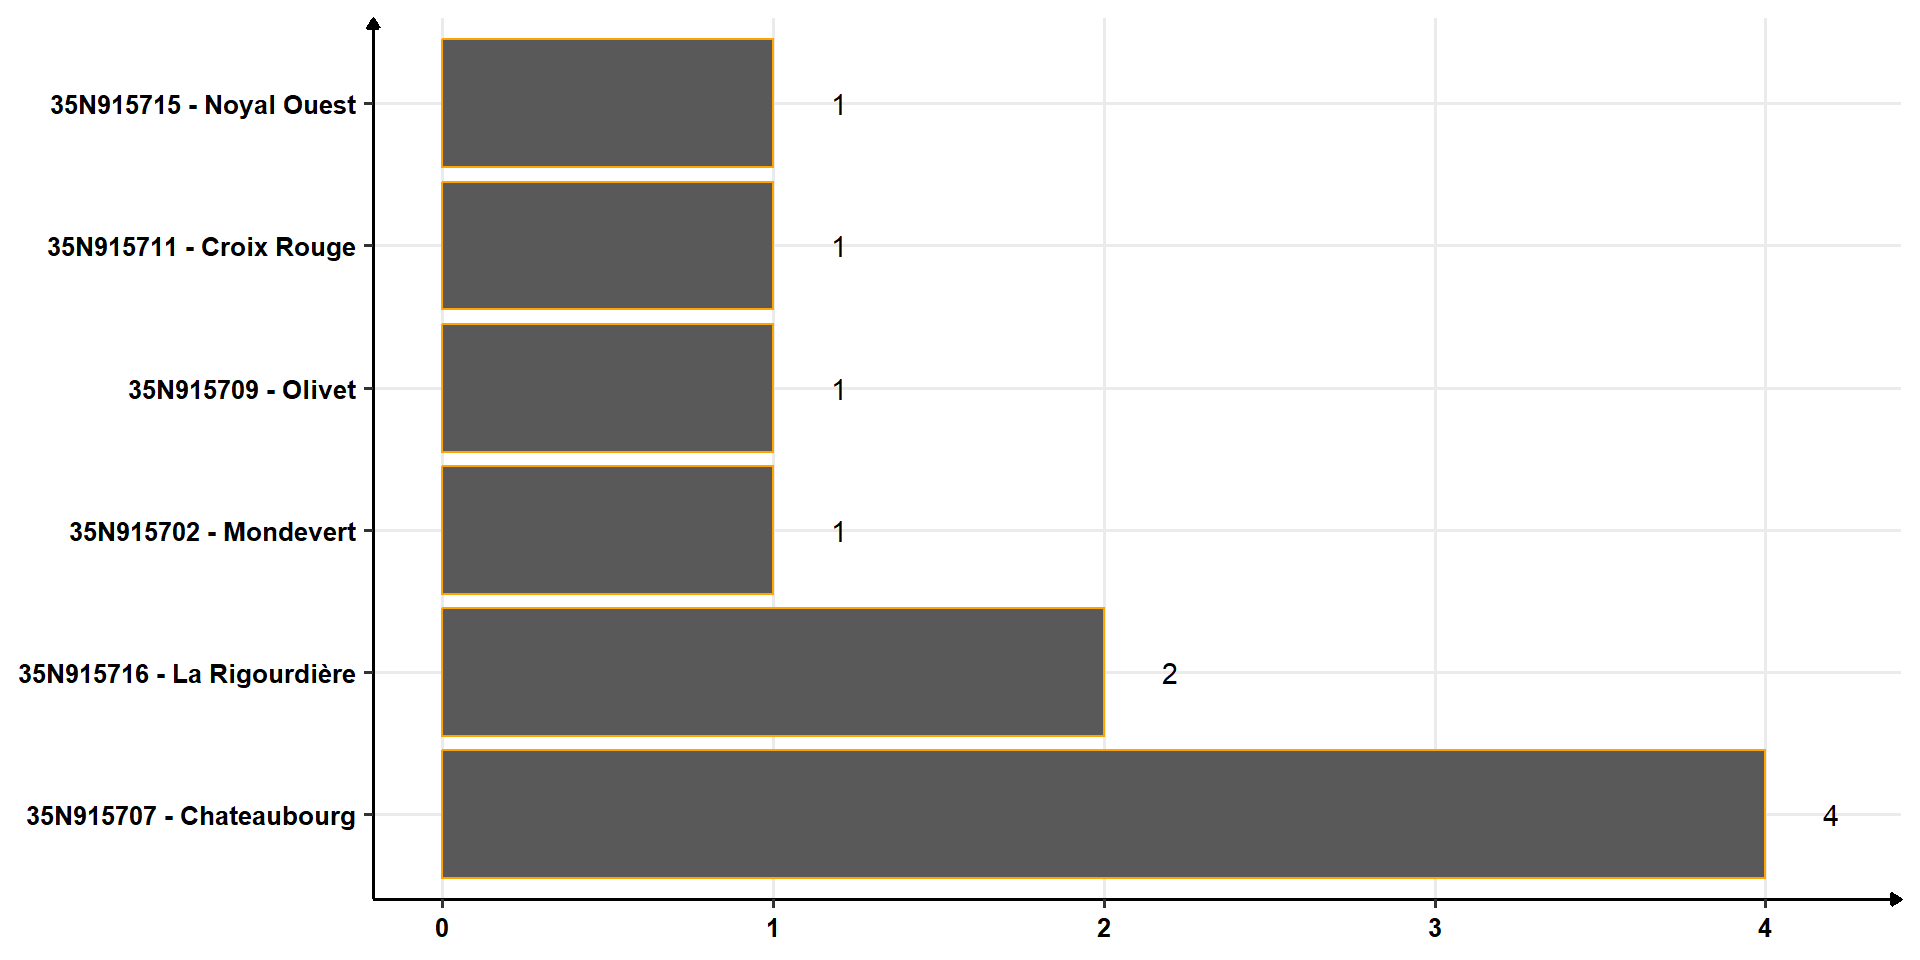 35N915715 - Noyal Ouest 1
35N915711 - Croix Rouge 1
35N915709 - Olivet 1
35N915702 - Mondevert 1
35N915716 - La Rigourdière 2
35N915707 - Chateaubourg 4
0 1 2 3 4